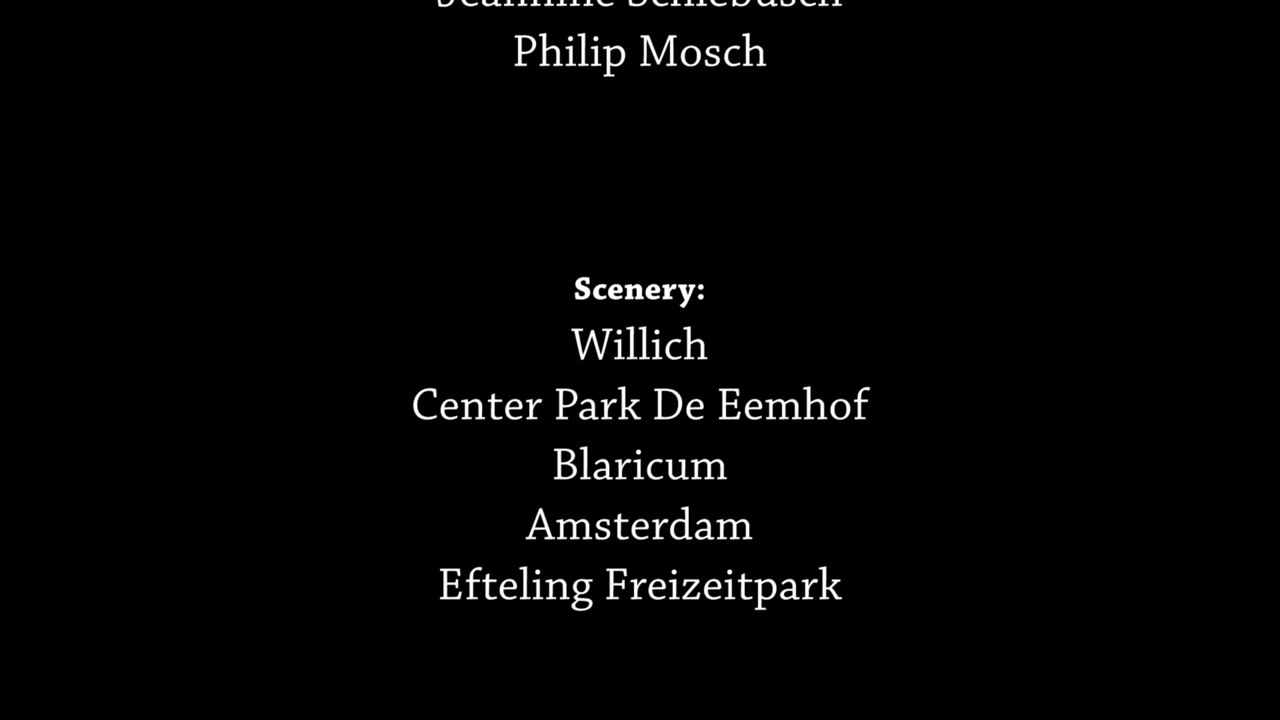 Philip Mosch
Scenery:
Willich
Center Park De Eemhof
Blaricum
Amsterdam
Efteling Freizeitpark